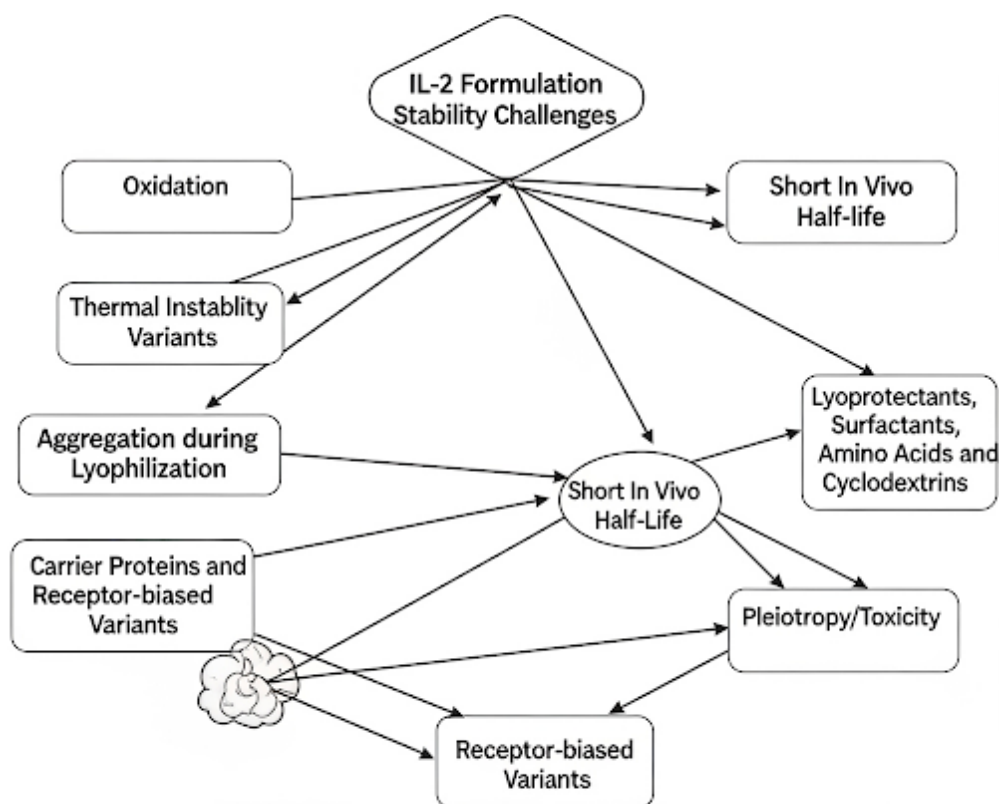 IL-2 Formulation
Stability Challenges
Oxidation
Short In Vivo
Half-life
Thermal Instablity
Variants
Lyoprotectants,
Surfactants,
Amino Acids and
Cyclodextrins
Aggregation during
Lyophilization
Short In Vivo
Half-Life
Carrier Proteins and
Receptor-biased
Variants
Pleiotropy/Toxicity
Receptor-biased
Variants